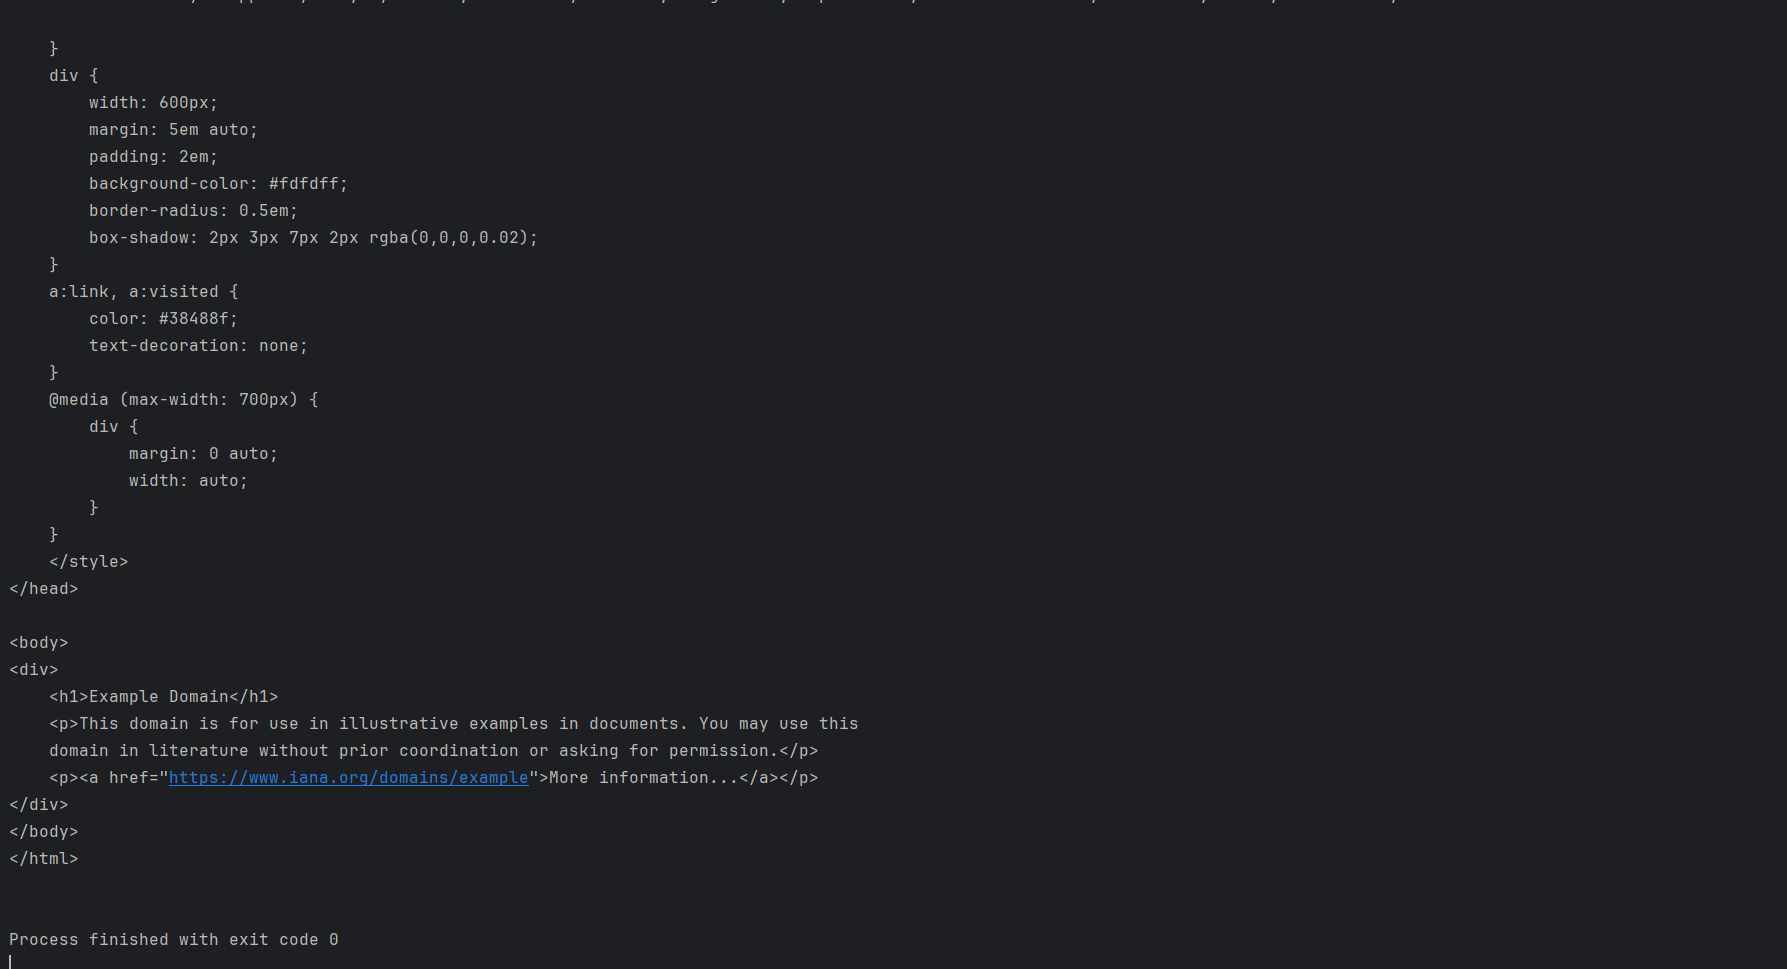 }
    div {
        width: 600px;
        margin: 5em auto;
        padding: 2em;
        background-color: #fdfdff;
        border-radius: 0.5em;
        box-shadow: 2px 3px 7px 2px rgba(0,0,0,0.02);
    }
    a:link, a:visited {
        color: #38488f;
        text-decoration: none;
    }
    @media (max-width: 700px) {
        div {
            margin: 0 auto;
            width: auto;
        }
    }
    </style>
</head>

<body>
<div>
    <h1>Example Domain</h1>
    <p>This domain is for use in illustrative examples in documents. You may use this
    domain in literature without prior coordination or asking for permission.</p>
    <p><a href="https://www.iana.org/domains/example">More information...</a></p>
</div>
</body>
</html>

Process finished with exit code 0